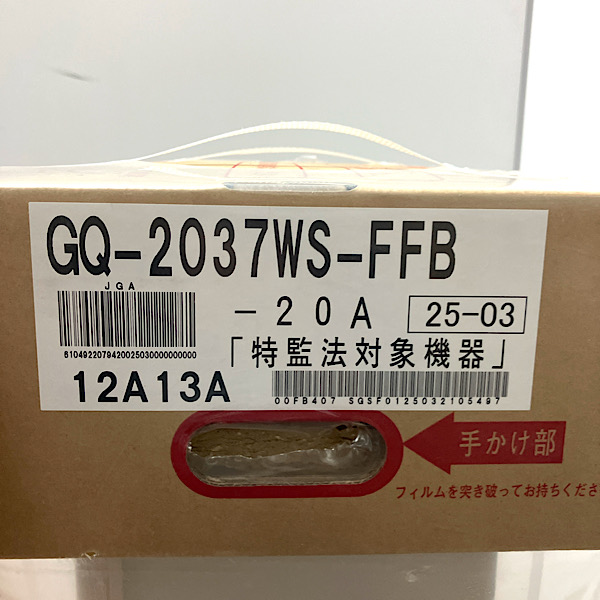 GQ-2037WS-FFB
JGA
-20A
25-03
61049220794200250300000000000
「特監法対象機器」
12A13A
00FB407 SGSF0125032105497
手かけ部
フィルムを突き破ってお持ちくださ